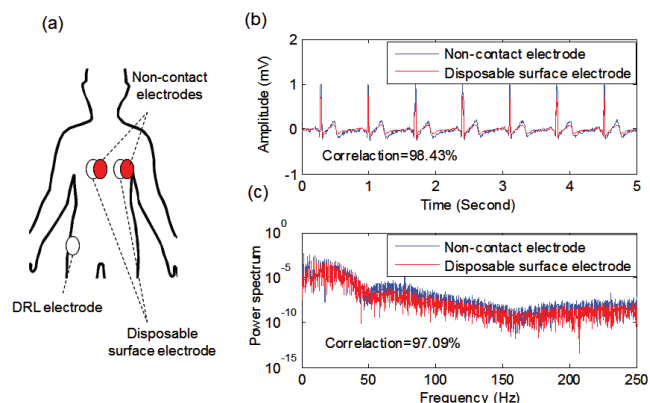 (a)
Non-contact
electrodes
DRL electrode
Disposable
surface electrode
(b)
Non-contact electrode
Disposable surface electrode
2
1
0
-1
Amplitude (mV)
Correlaction=98.43%
0 1 2 3 4 5
Time (Second)
(c)
Non-contact electrode
Disposable surface electrode
10^0
10^-5
10^-10
10^-15
Power spectrum
Correlaction=97.09%
0 50 100 150 200 250
Frequency (Hz)